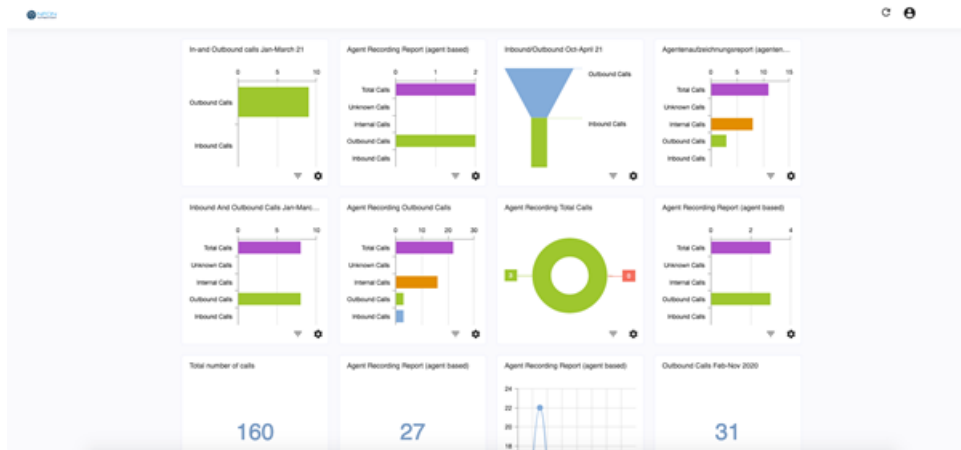 In-and Outbound calls Jan-March 21
0 5 10
Outbound Calls
Inbound Calls
Agent Recording Report (agent based)
0 1 2
Total Calls
Unknown Calls
Internal Calls
Outbound Calls
Inbound Calls
Inbound/Outbound Oct-April 21
Outbound Calls
Inbound Calls
Agentenaufzeichnungsreport (agenten...
0 5 10 15
Total Calls
Unknown Calls
Internal Calls
Outbound Calls
Inbound Calls
Inbound And Outbound Calls Jan-Marc...
0 5 10
Total Calls
Unknown Calls
Internal Calls
Outbound Calls
Inbound Calls
Agent Recording Outbound Calls
0 10 20 30
Total Calls
Unknown Calls
Internal Calls
Outbound Calls
Inbound Calls
Agent Recording Total Calls
Agent Recording Report (agent based)
0 2 4
Total Calls
Unknown Calls
Internal Calls
Outbound Calls
Inbound Calls
Total number of calls
160
Agent Recording Report (agent based)
27
Agent Recording Report (agent based)
24
22
20
18
Outbound Calls Feb-Nov 2020
31